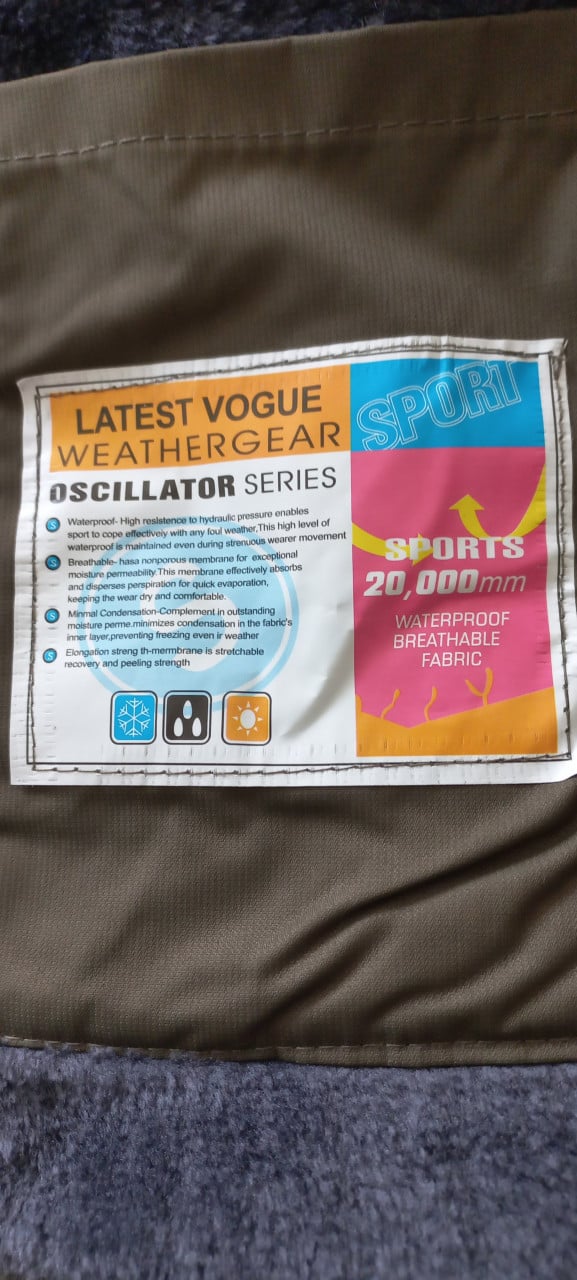 LATEST VOGUE
WEATHERGEAR
OSCILLATOR SERIES
Waterproof- High resistence to hydraulic pressure enables
sport to cope effectively with any foul weather,This high level of
waterproof is maintained even during strenuous wearer movement
Breathable- hasa nonporous membrane for exceptional
moisture permeability.This membrane effectively absorbs
and disperses perspiration for quick evaporation,
keeping the wear dry and comfortable.
Minmal Condensation-Complement in outstanding
moisture perme.minimizes condensation in the fabric's
inner layer,preventing freezing even ir weather
Elongation streng th-mermbrane is stretchable
recovery and peeling strength
SPORT
SPORTS
20,000mm
WATERPROOF
BREATHABLE
FABRIC